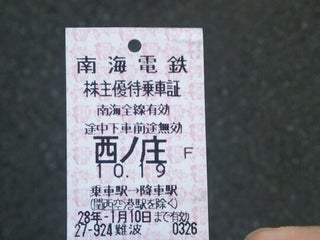 南海電鉄
株主優待乗車証
南海全線有効
途中下車前途無効
西ノ庄 F
10.19
乗車駅→降車駅
(関西空港駅を除く)
28年-1月10日まで有効
27-924 難波 0326